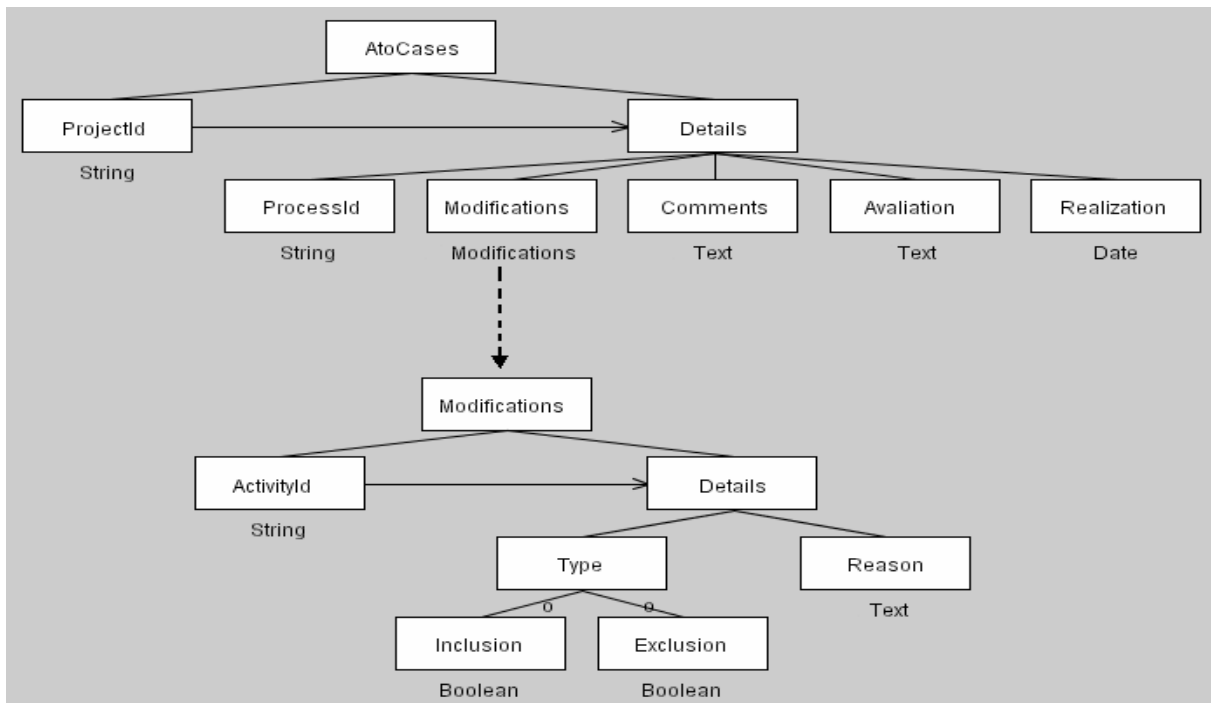 AtoCases
ProjectId
Details
String
ProcessId
Modifications
Comments
Avaliation
Realization
String
Modifications
Text
Text
Date
Modifications
ActivityId
Details
String
Type
Reason
o
o
Text
Inclusion
Exclusion
Boolean
Boolean